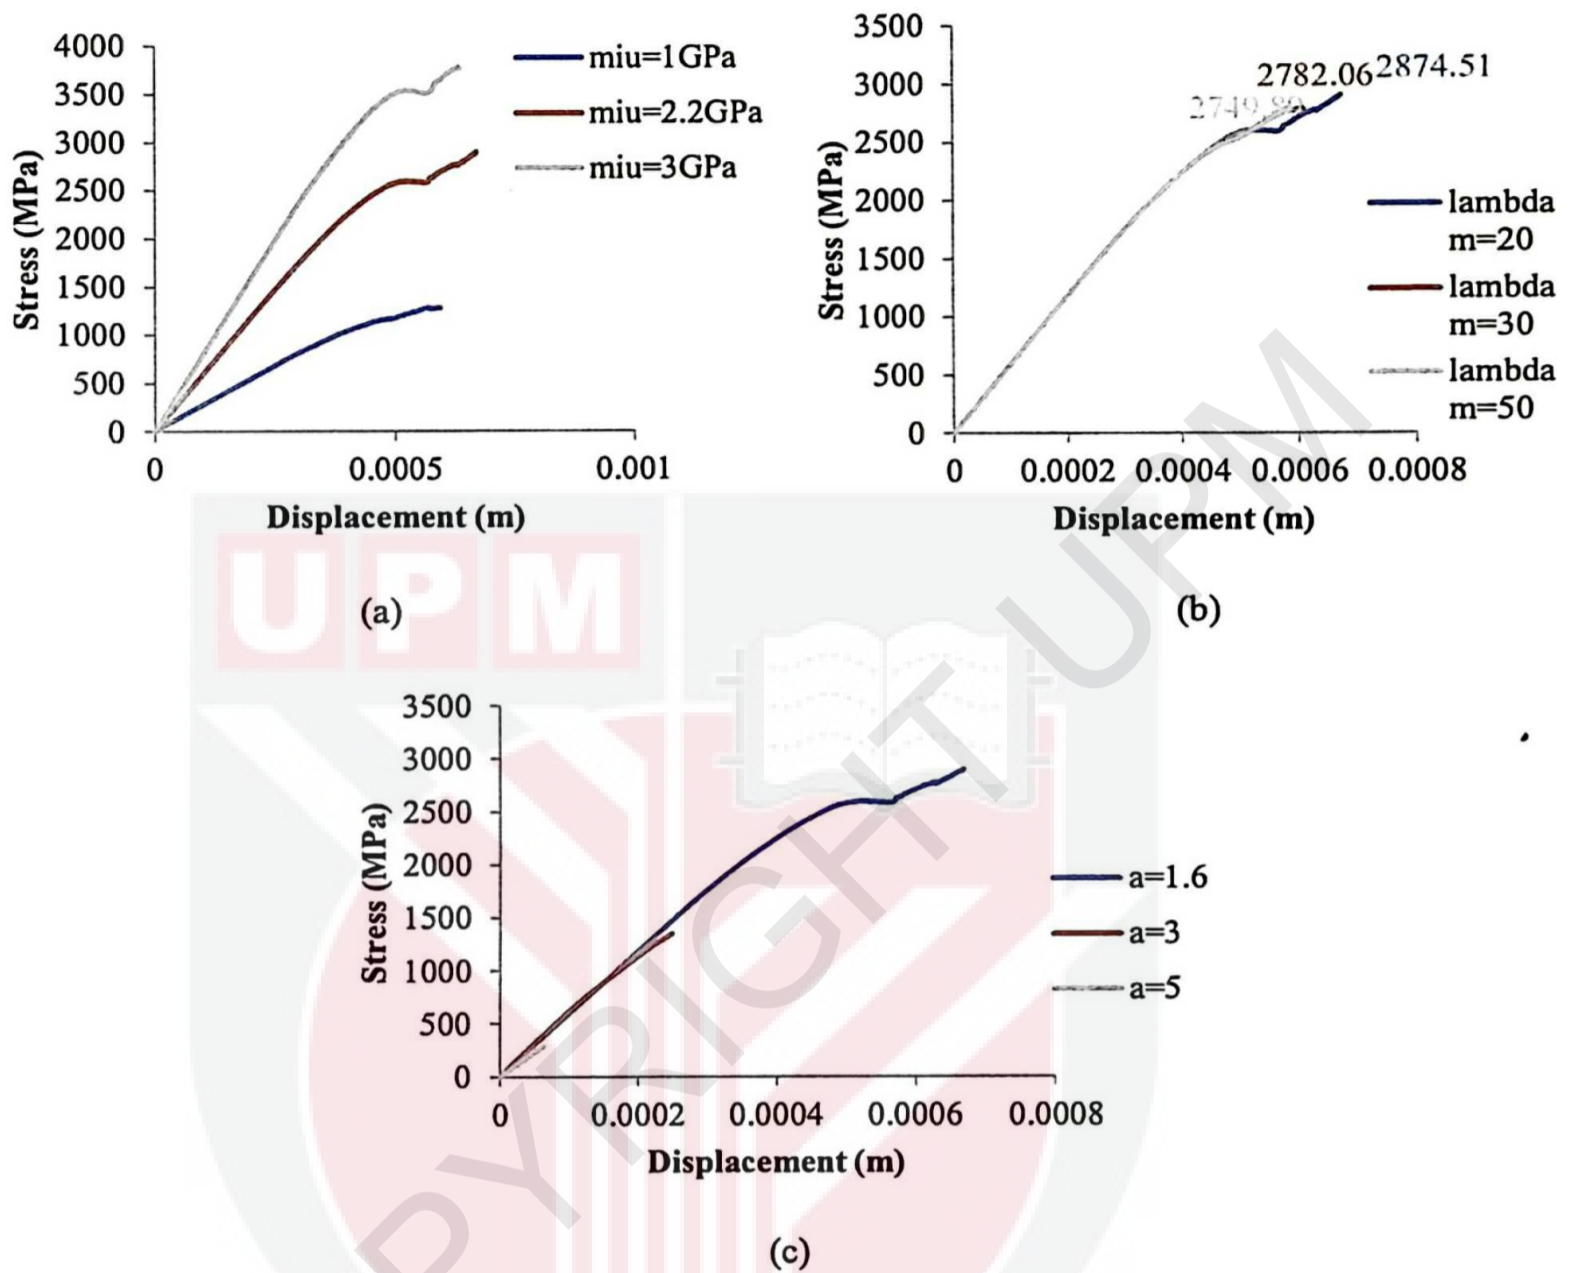 4000
3500
3000
2500
2000
1500
1000
500
0
Stress (MPa)
0
0.0005
0.001
Displacement (m)
miu=1GPa
miu=2.2GPa
miu=3GPa
(a)
3500
3000
2500
2000
1500
1000
500
0
Stress (MPa)
2749.89
2782.06
2874.51
0
0.0002
0.0004
0.0006
0.0008
Displacement (m)
lambda
m=20
lambda
m=30
lambda
m=50
(b)
UPM
3500
3000
2500
2000
1500
1000
500
0
Stress (MPa)
0
0.0002
0.0004
0.0006
0.0008
Displacement (m)
a=1.6
a=3
a=5
(c)
PYRIGHT UPM